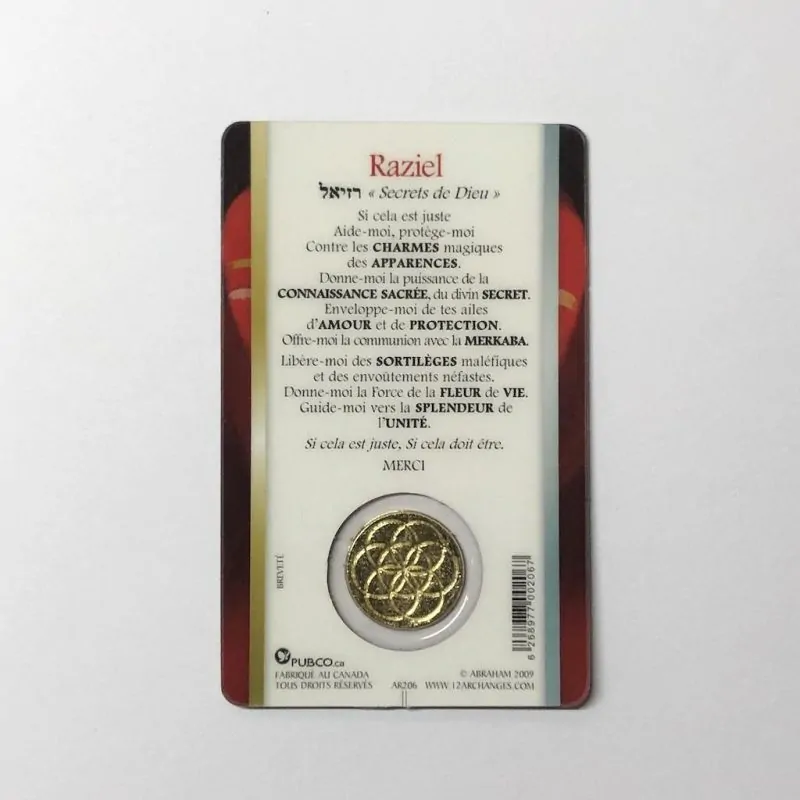 Raziel
רזיאל « Secrets de Dieu »
Si cela est juste
Aide-moi, protège-moi
Contre les CHARMES magiques
des APPARENCES.
Donne-moi la puissance de la
CONNAISSANCE SACRÉE, du divin SECRET.
Enveloppe-moi de tes ailes
d'AMOUR et de PROTECTION.
Offre-moi la communion avec la MERKABA.
Libère-moi des SORTILÈGES maléfiques
et des envoûtements néfastes.
Donne-moi la Force de la FLEUR de VIE.
Guide-moi vers la SPLENDEUR de
l'UNITÉ.
Si cela est juste, Si cela doit être.
MERCI
BREVETÉ
6 268977 002067
PUBCO.ca
FABRIQUÉ AU CANADA
TOUS DROITS RÉSERVÉS
AR206
© ABRAHAM 2009
WWW.12ARCHANGES.COM